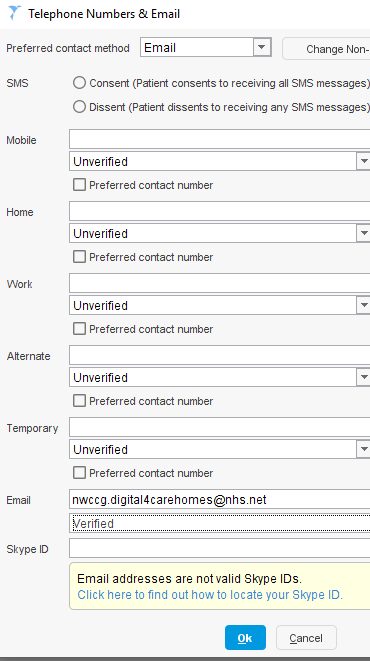 Telephone Numbers & Email
Preferred contact method Email Change Non-
SMS Consent (Patient consents to receiving all SMS messages)
Dissent (Patient dissents to receiving any SMS messages)
Mobile
Unverified
Preferred contact number
Home
Unverified
Preferred contact number
Work
Unverified
Preferred contact number
Alternate
Unverified
Preferred contact number
Temporary
Unverified
Preferred contact number
Email nwccg.digital4carehomes@nhs.net
Verified
Skype ID
Email addresses are not valid Skype IDs.
Click here to find out how to locate your Skype ID.
Ok Cancel